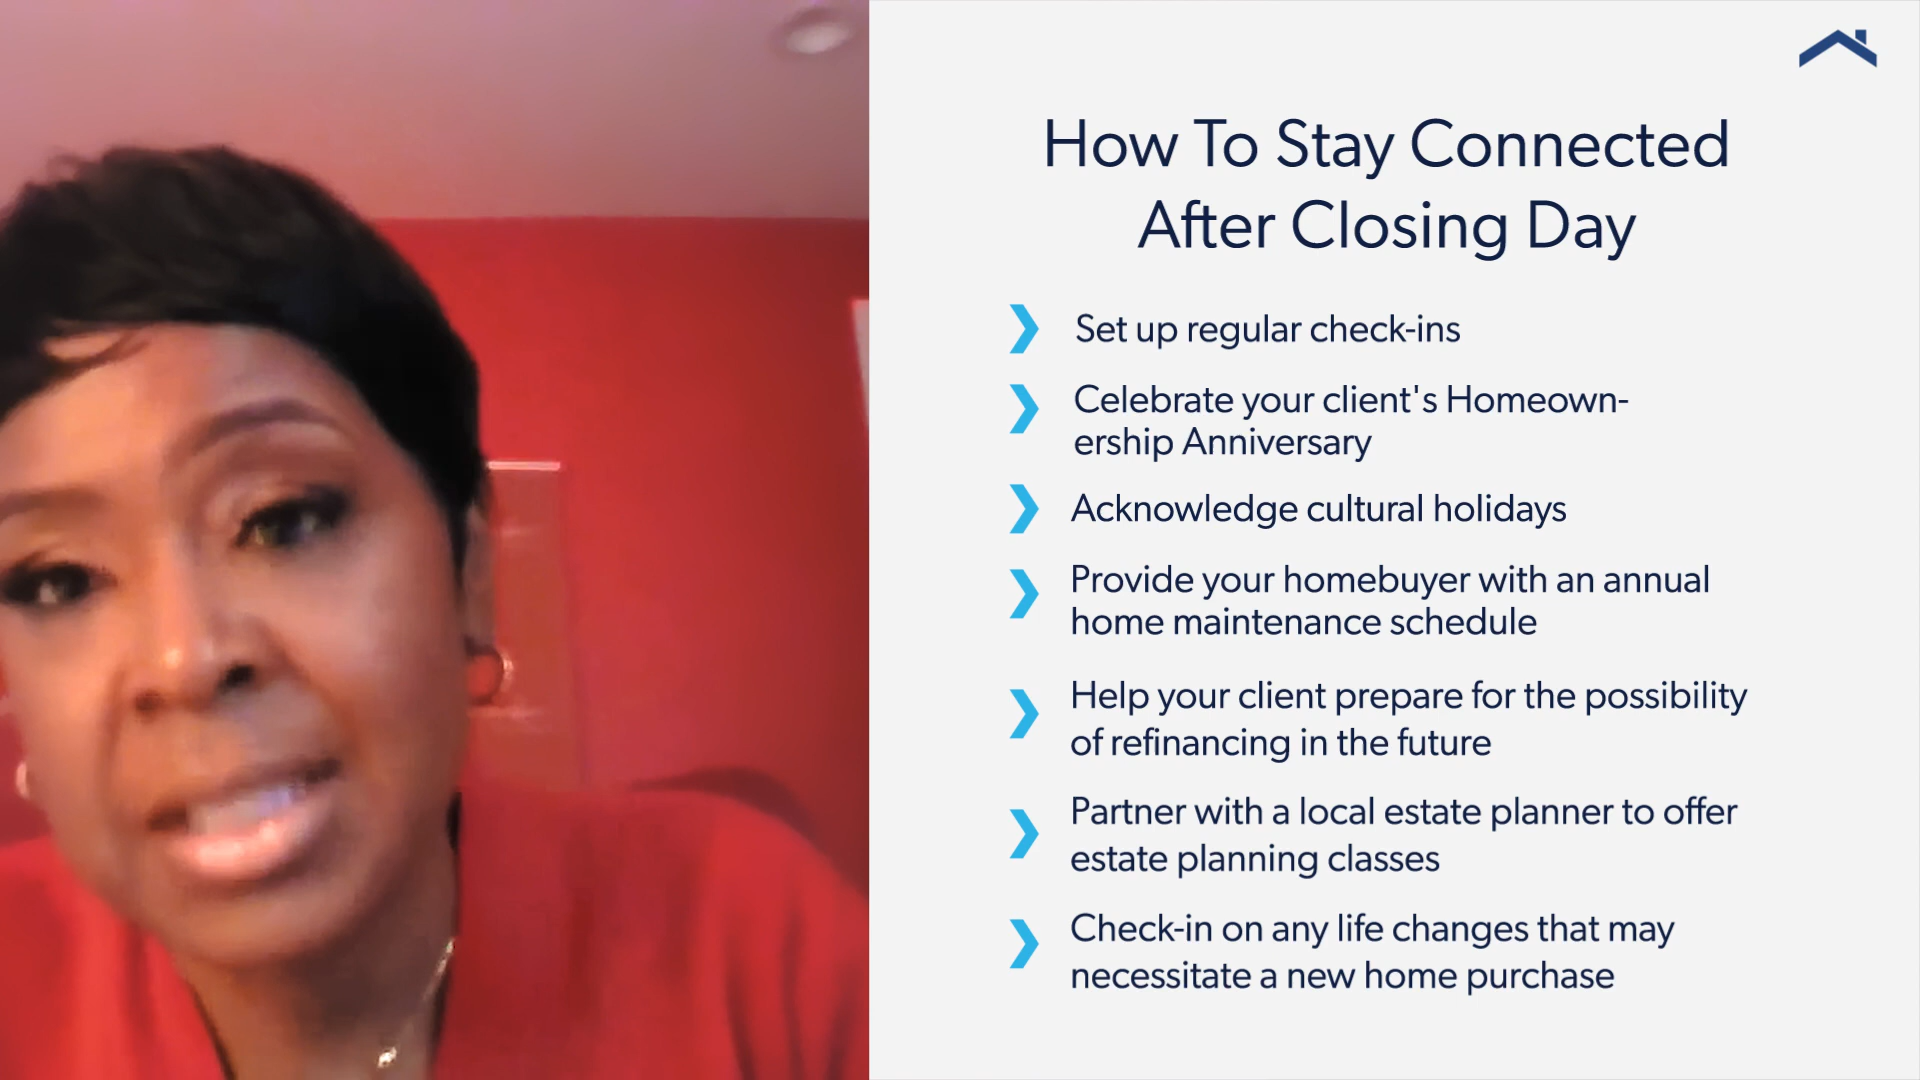 How To Stay Connected
After Closing Day
Set up regular check-ins
Celebrate your client's Homeown-
ership Anniversary
Acknowledge cultural holidays
Provide your homebuyer with an annual
home maintenance schedule
Help your client prepare for the possibility
of refinancing in the future
Partner with a local estate planner to offer
estate planning classes
Check-in on any life changes that may
necessitate a new home purchase